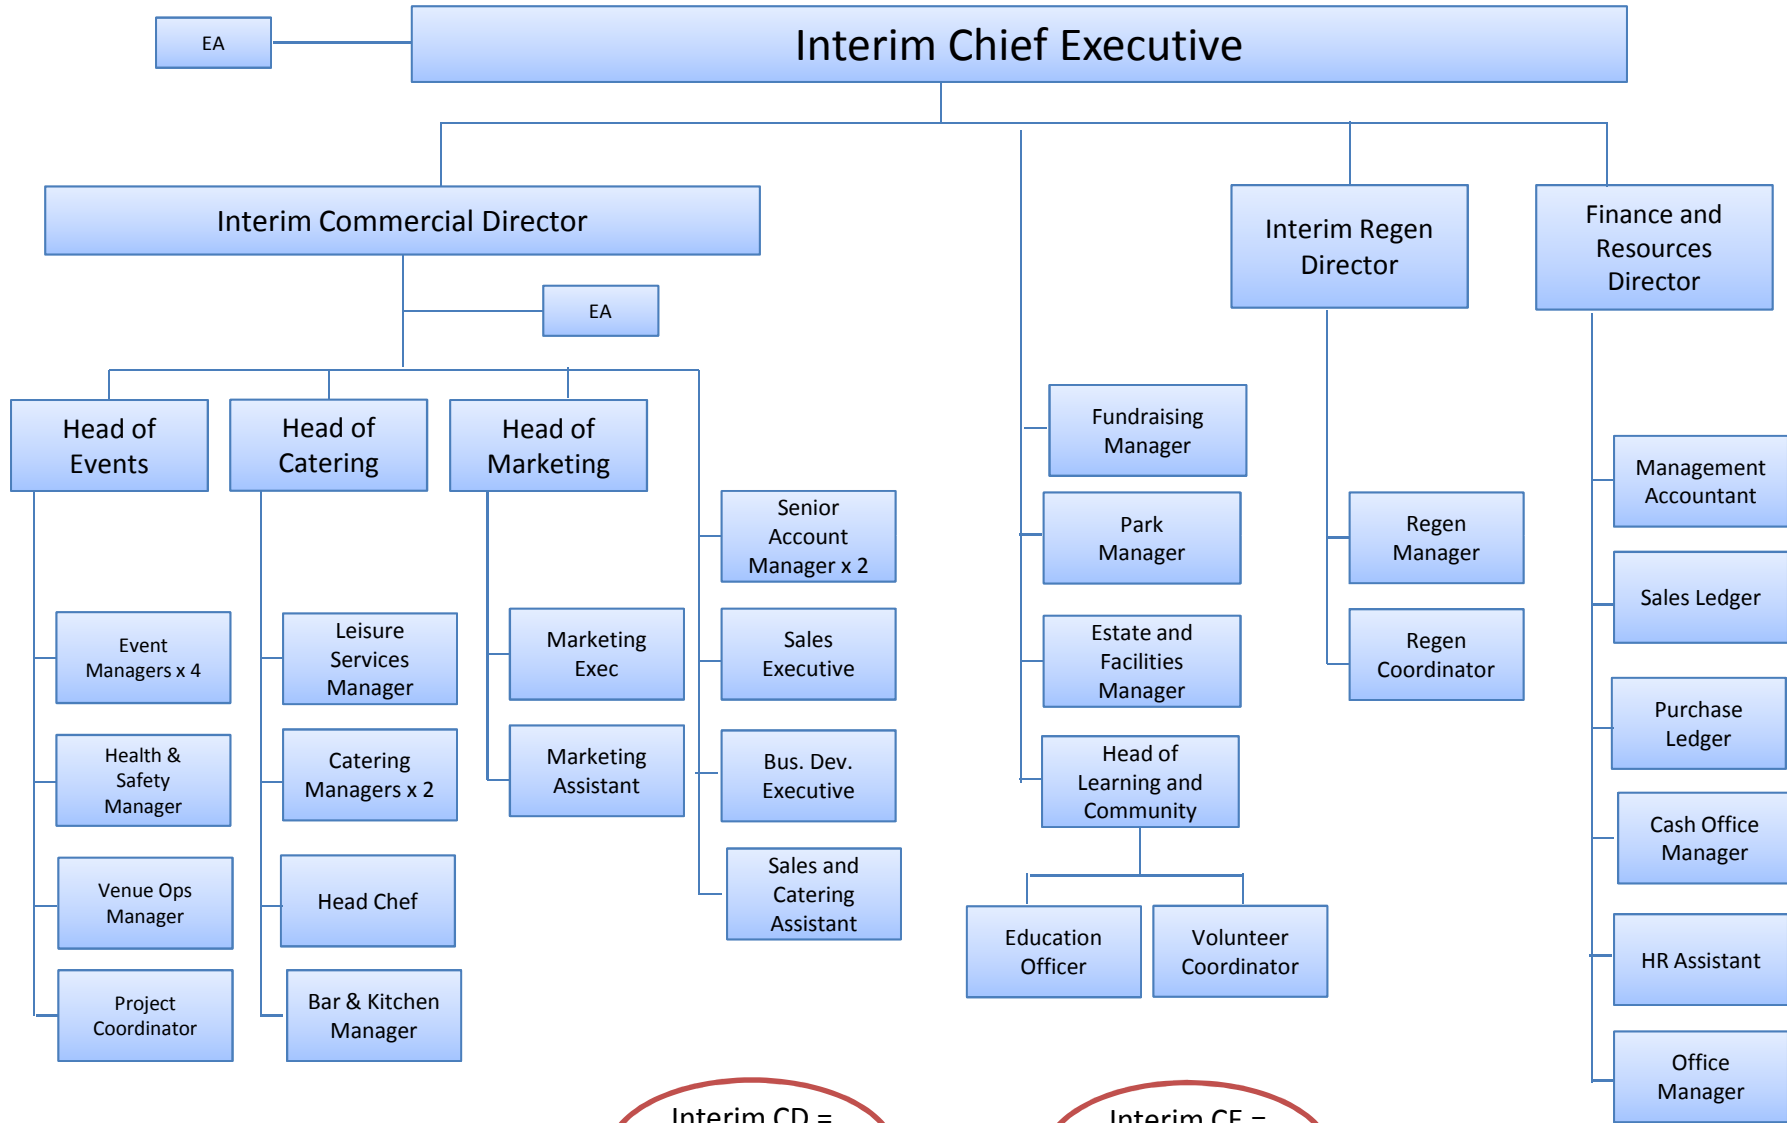 EA
Interim Chief Executive
Interim Commercial Director
Interim Regen
Director
Finance and
Resources
Director
EA
Head of
Events
Head of
Catering
Head of
Marketing
Senior
Account
Manager x 2
Sales
Executive
Bus. Dev.
Executive
Sales and
Catering
Assistant
Event
Managers x 4
Health &
Safety
Manager
Venue Ops
Manager
Project
Coordinator
Leisure
Services
Manager
Catering
Managers x 2
Head Chef
Bar & Kitchen
Manager
Marketing
Exec
Marketing
Assistant
Fundraising
Manager
Park
Manager
Estate and
Facilities
Manager
Head of
Learning and
Community
Education
Officer
Volunteer
Coordinator
Regen
Manager
Regen
Coordinator
Management
Accountant
Sales Ledger
Purchase
Ledger
Cash Office
Manager
HR Assistant
Office
Manager
Interim CD =
Interim CE =